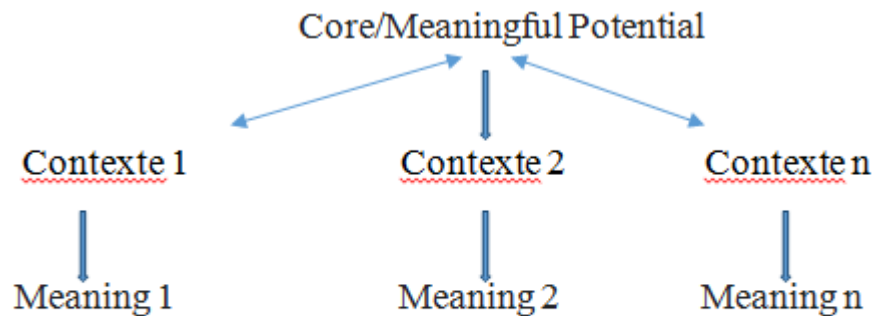 Core/Meaningful Potential
Contexte 1 Contexte 2 Contexte n
Meaning 1 Meaning 2 Meaning n